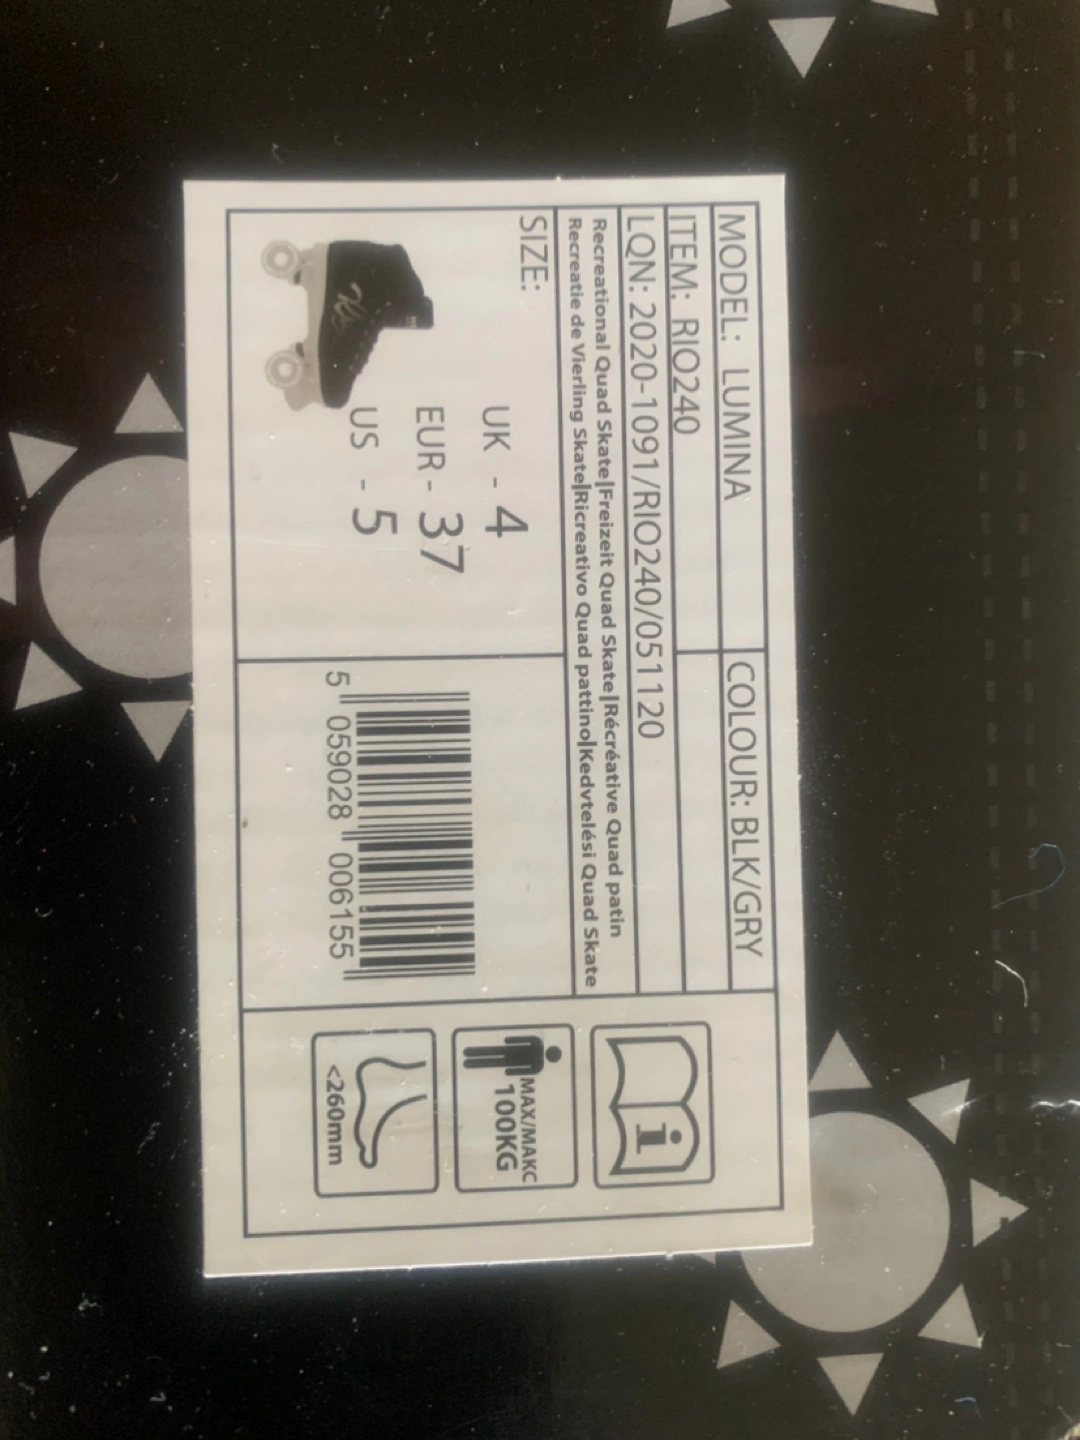 MODEL: LUMINA
COLOUR: BLK/GRY
ITEM: RIO240
LQN: 2020-1091/RIO240/051120
Recreational Quad Skate|Freizeit Quad Skate|Récréative Quad patin
Recreatie de Vierling Skate|Ricreativo Quad pattino|Kedvtelési Quad Skate
SIZE:
UK - 4
EUR - 37
US - 5
5 059028 006155
i
MAX/MAKC
100KG
<260mm